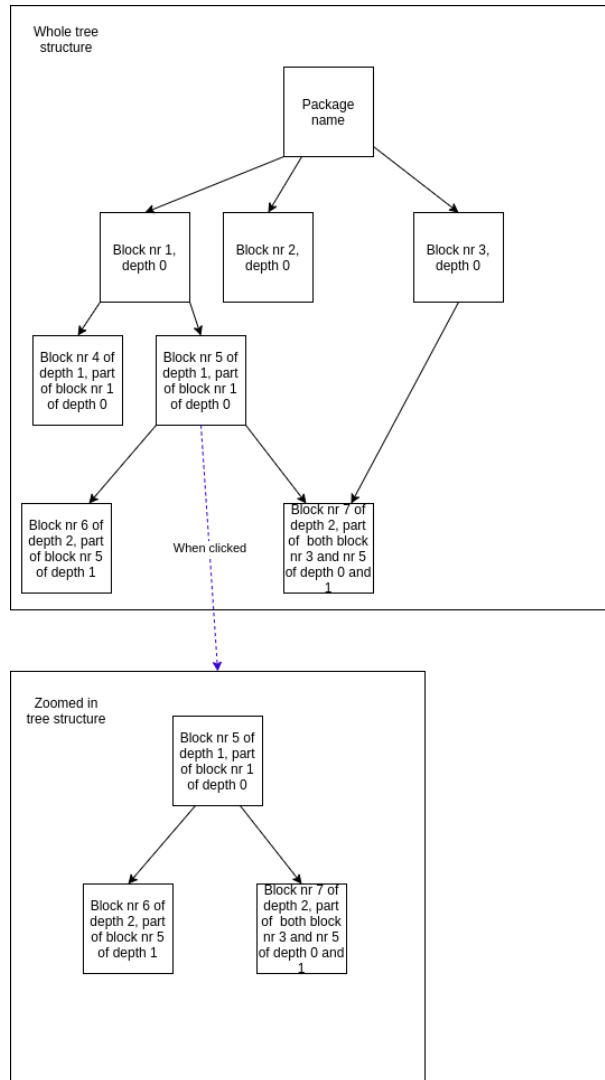 Whole tree
structure
Package
name
Block nr 1,
depth 0
Block nr 2,
depth 0
Block nr 3,
depth 0
Block nr 4 of
depth 1, part
of block nr 1
of depth 0
Block nr 5 of
depth 1, part
of block nr 1
of depth 0
Block nr 6 of
depth 2, part
of block nr 5
of depth 1
When clicked
Block nr 7 of
depth 2, part
of both block
nr 3 and nr 5
of depth 0 and
1
Zoomed in
tree structure
Block nr 5 of
depth 1, part
of block nr 1
of depth 0
Block nr 6 of
depth 2, part
of block nr 5
of depth 1
Block nr 7 of
depth 2, part
of both block
nr 3 and nr 5
of depth 0 and
1